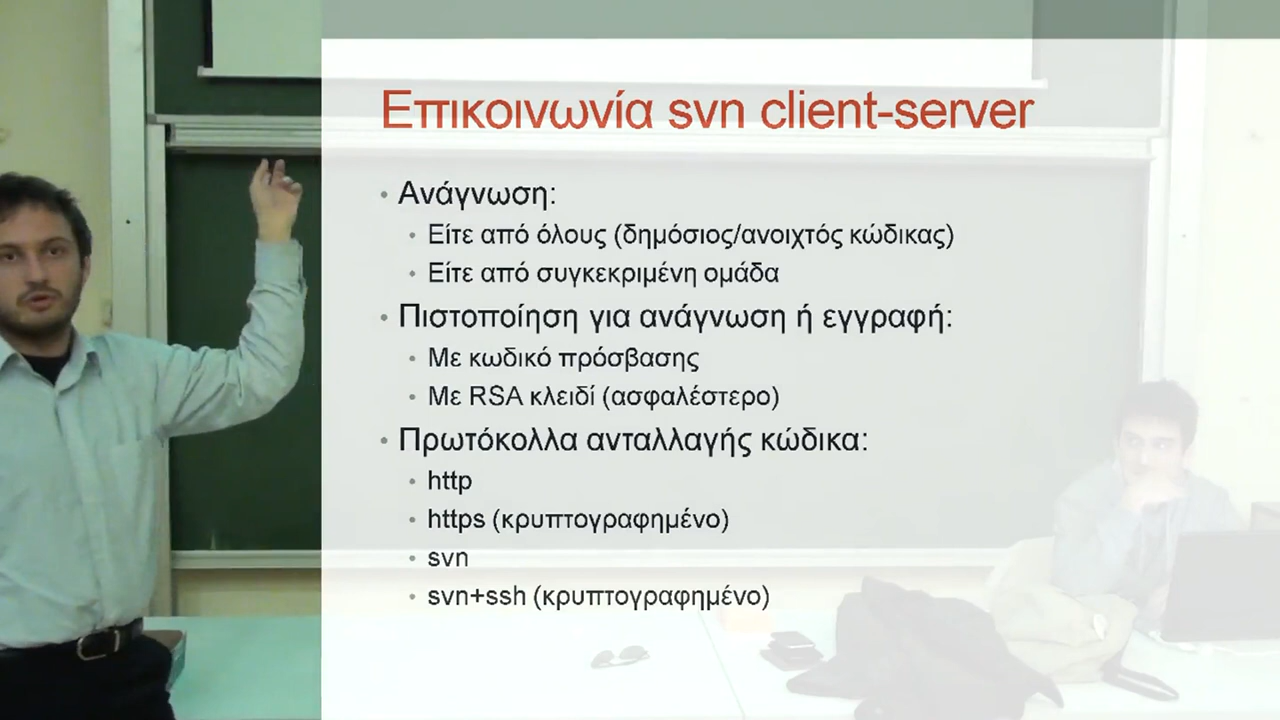 Επικοινωνία svn client-server
• Ανάγνωση:
• Είτε από όλους (δημόσιος/ανοιχτός κώδικας)
• Είτε από συγκεκριμένη ομάδα
• Πιστοποίηση για ανάγνωση ή εγγραφή:
• Με κωδικό πρόσβασης
• Με RSA κλειδί (ασφαλέστερο)
• Πρωτόκολλα ανταλλαγής κώδικα:
• http
• https (κρυπτογραφημένο)
• svn
• svn+ssh (κρυπτογραφημένο)